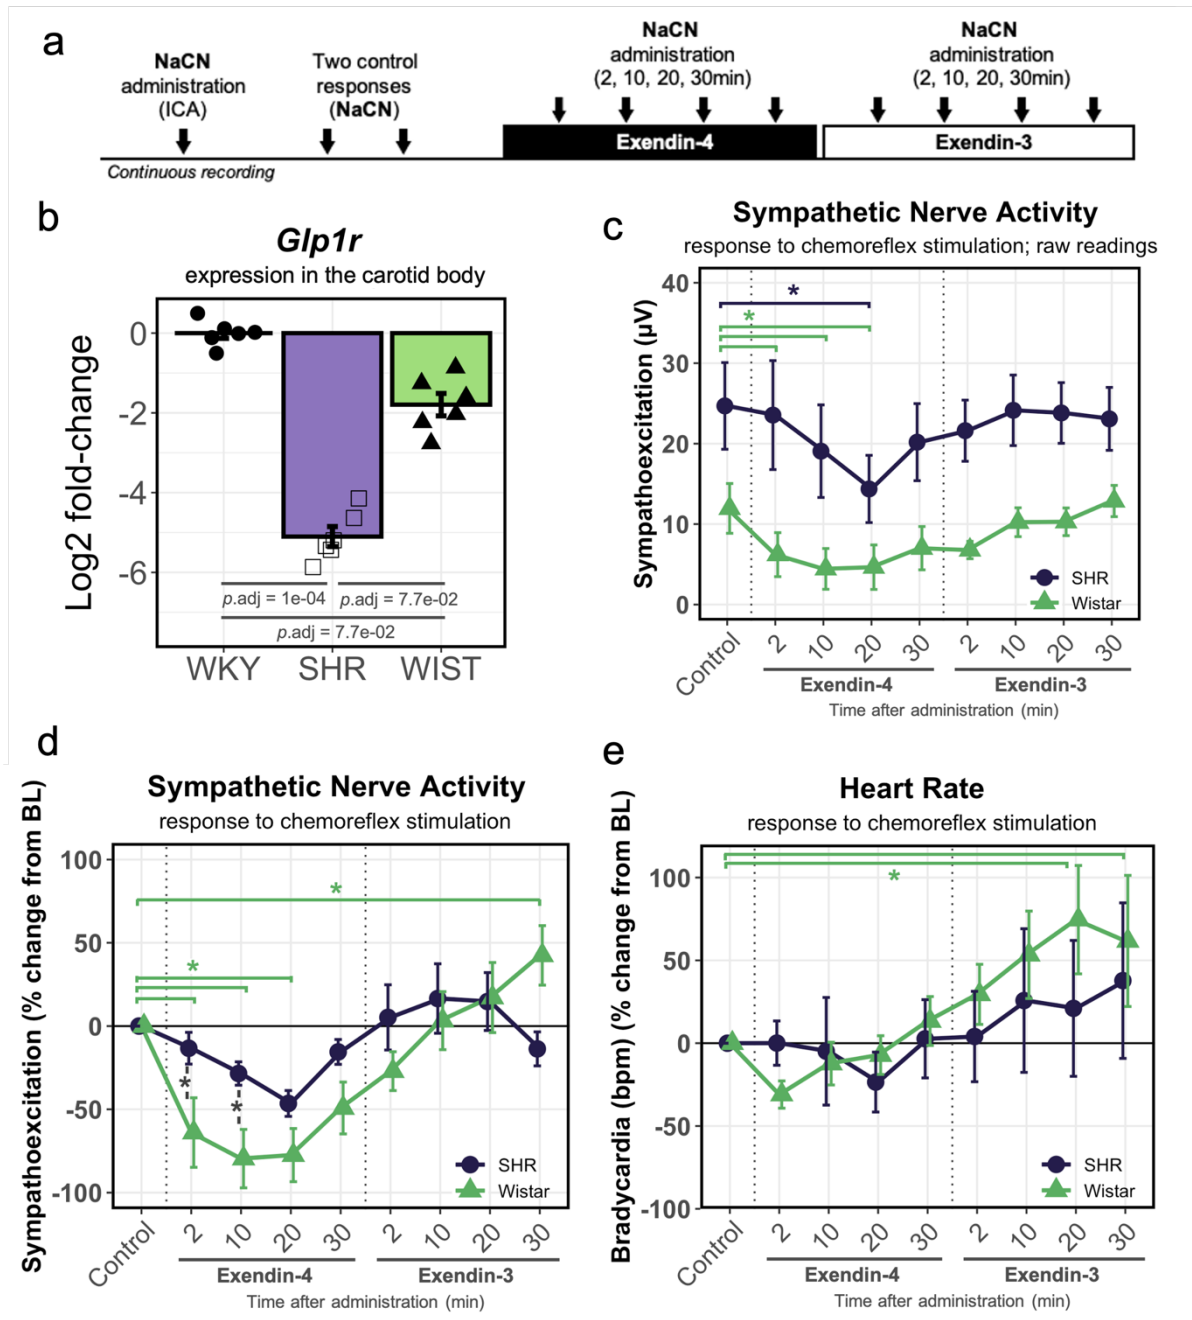 a
NaCN
administration
(ICA)
Two control
responses
(NaCN)
NaCN
administration
(2, 10, 20, 30min)
NaCN
administration
(2, 10, 20, 30min)
Exendin-4
Exendin-3
Continuous recording
b
Glp1r
expression in the carotid body
Log2 fold-change
0
-2
-4
-6
p.adj = 1e-04
p.adj = 7.7e-02
p.adj = 7.7e-02
WKY
SHR
WIST
c
Sympathetic Nerve Activity
response to chemoreflex stimulation; raw readings
Sympathoexcitation (µV)
40
30
20
10
0
*
*
SHR
Wistar
Control
2
10
20
30
2
10
20
30
Exendin-4
Exendin-3
Time after administration (min)
d
Sympathetic Nerve Activity
response to chemoreflex stimulation
Sympathoexcitation (% change from BL)
100
50
0
-50
-100
*
*
*
*
SHR
Wistar
Control
2
10
20
30
2
10
20
30
Exendin-4
Exendin-3
Time after administration (min)
e
Heart Rate
response to chemoreflex stimulation
Bradycardia (bpm) (% change from BL)
100
50
0
-50
-100
*
SHR
Wistar
Control
2
10
20
30
2
10
20
30
Exendin-4
Exendin-3
Time after administration (min)